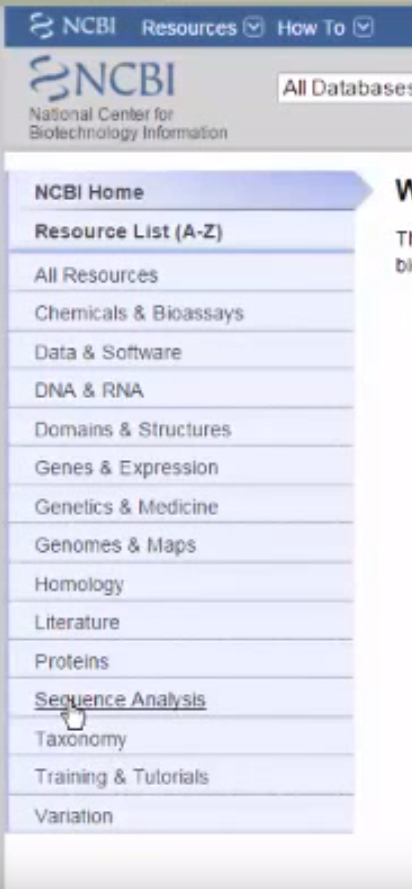 NCBI Resources How To
NCBI
All Databases
National Center for
Biotechnology Information
NCBI Home
Resource List (A-Z)
All Resources
Chemicals & Bioassays
Data & Software
DNA & RNA
Domains & Structures
Genes & Expression
Genetics & Medicine
Genomes & Maps
Homology
Literature
Proteins
Sequence Analysis
Taxonomy
Training & Tutorials
Variation